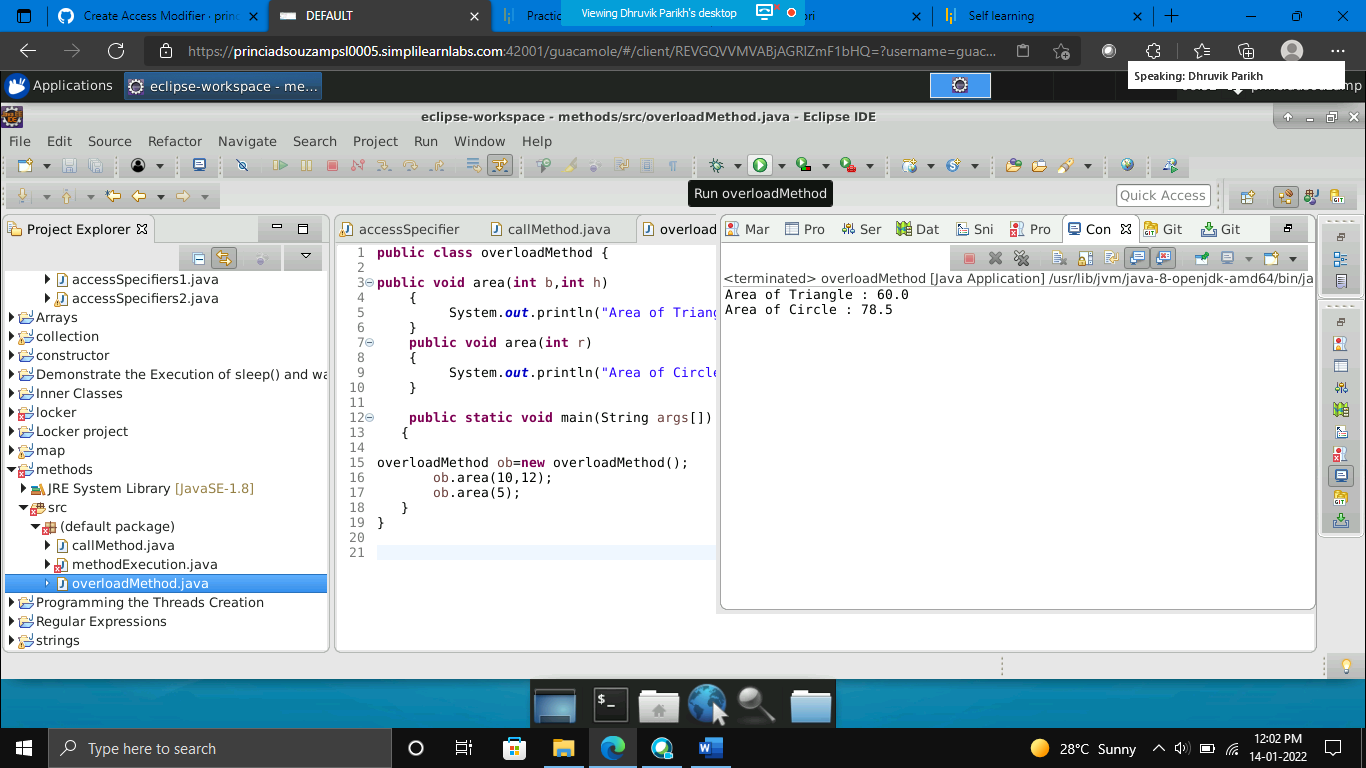 Create Access Modifier · princ
DEFAULT
Practic
Viewing Dhruvik Parikh's desktop
ori
Self learning
https://princiadsouzampsl0005.simplilearnlabs.com:42001/guacamole/#/client/REVGQVVMVABjAGRlZmF1bHQ=?username=guac...
Speaking: Dhruvik Parikh
Applications
eclipse-workspace - me...
eclipse-workspace - methods/src/overloadMethod.java - Eclipse IDE
File Edit Source Refactor Navigate Search Project Run Window Help
Run overloadMethod
Quick Access
Project Explorer
accessSpecifiers1.java
accessSpecifiers2.java
Arrays
collection
constructor
Demonstrate the Execution of sleep() and wa
Inner Classes
locker
Locker project
map
methods
JRE System Library [JavaSE-1.8]
src
(default package)
callMethod.java
methodExecution.java
overloadMethod.java
Programming the Threads Creation
Regular Expressions
strings
accessSpecifier
callMethod.java
overload
1 public class overloadMethod {
2
3 public void area(int b,int h)
4 {
5 System.out.println("Area of Triang
6 }
7 public void area(int r)
8 {
9 System.out.println("Area of Circle
10 }
11
12 public static void main(String args[])
13 {
14
15 overloadMethod ob=new overloadMethod();
16 ob.area(10,12);
17 ob.area(5);
18 }
19 }
20
21
Mar Pro Ser Dat Sni Pro Con Git Git
<terminated> overloadMethod [Java Application] /usr/lib/jvm/java-8-openjdk-amd64/bin/ja
Area of Triangle : 60.0
Area of Circle : 78.5
Type here to search
28°C Sunny
12:02 PM
14-01-2022